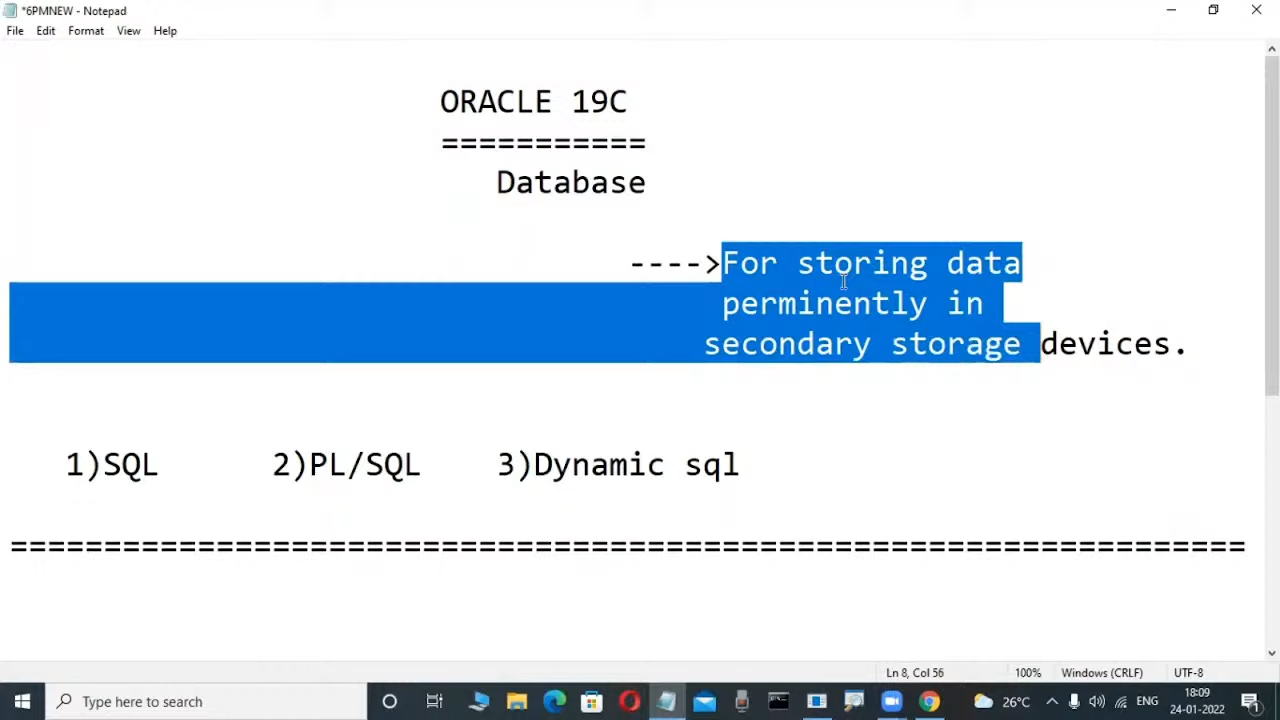 *6PMNEW - Notepad
File Edit Format View Help
ORACLE 19C
===========
Database
---->For storing data
perminently in
secondary storage devices.
1)SQL 2)PL/SQL 3)Dynamic sql
==================================================================
Ln 8, Col 56 100% Windows (CRLF) UTF-8
Type here to search 26°C ENG 18:09
24-01-2022 1